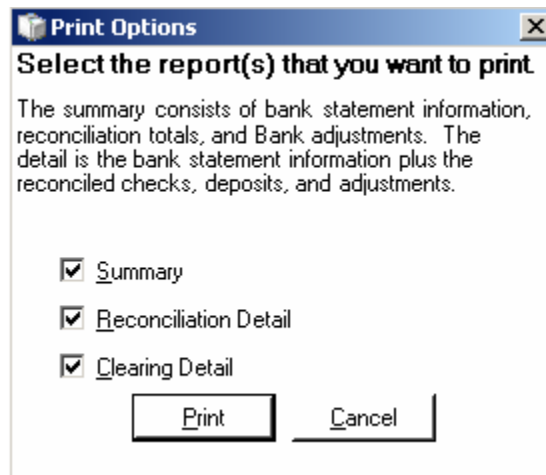 Print Options
Select the report(s) that you want to print.
The summary consists of bank statement information,
reconciliation totals, and Bank adjustments. The
detail is the bank statement information plus the
reconciled checks, deposits, and adjustments.
Summary
Reconciliation Detail
Clearing Detail
Print Cancel